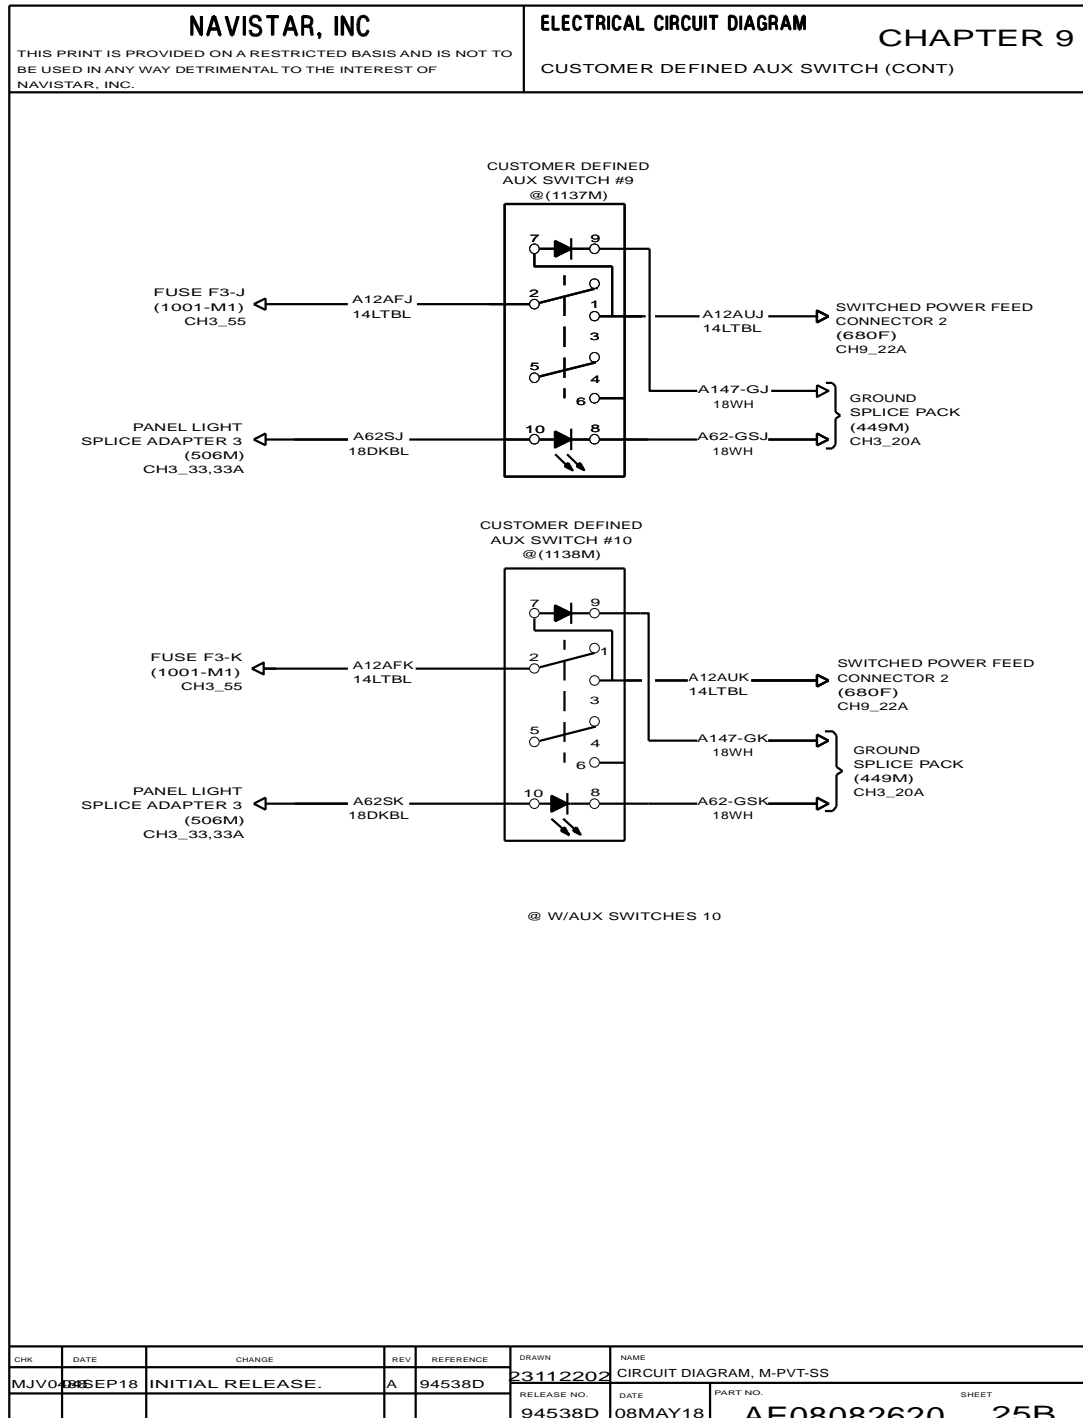 NAVISTAR, INC
THIS PRINT IS PROVIDED ON A RESTRICTED BASIS AND IS NOT TO
BE USED IN ANY WAY DETRIMENTAL TO THE INTEREST OF
NAVISTAR, INC.
ELECTRICAL CIRCUIT DIAGRAM
CHAPTER 9
CUSTOMER DEFINED AUX SWITCH (CONT)
CUSTOMER DEFINED
AUX SWITCH #9
@(1137M)
7
9
2
1
3
5
4
6
10
8
FUSE F3-J
(1001-M1)
CH3_55
A12AFJ
14LTBL
A12AUJ
14LTBL
SWITCHED POWER FEED
CONNECTOR 2
(680F)
CH9_22A
A147-GJ
18WH
GROUND
SPLICE PACK
(449M)
CH3_20A
PANEL LIGHT
SPLICE ADAPTER 3
(506M)
CH3_33,33A
A62SJ
18DKBL
A62-GSJ
18WH
CUSTOMER DEFINED
AUX SWITCH #10
@(1138M)
7
9
2
1
3
5
4
6
10
8
FUSE F3-K
(1001-M1)
CH3_55
A12AFK
14LTBL
A12AUK
14LTBL
SWITCHED POWER FEED
CONNECTOR 2
(680F)
CH9_22A
A147-GK
18WH
GROUND
SPLICE PACK
(449M)
CH3_20A
PANEL LIGHT
SPLICE ADAPTER 3
(506M)
CH3_33,33A
A62SK
18DKBL
A62-GSK
18WH
@ W/AUX SWITCHES 10
CHK DATE CHANGE REV REFERENCE
INITIAL RELEASE. A 94538D
DRAWN
23112202
NAME
CIRCUIT DIAGRAM, M-PVT-SS
RELEASE NO.
94538D
DATE
08MAY18
PART NO.
AE08082620
SHEET
25B